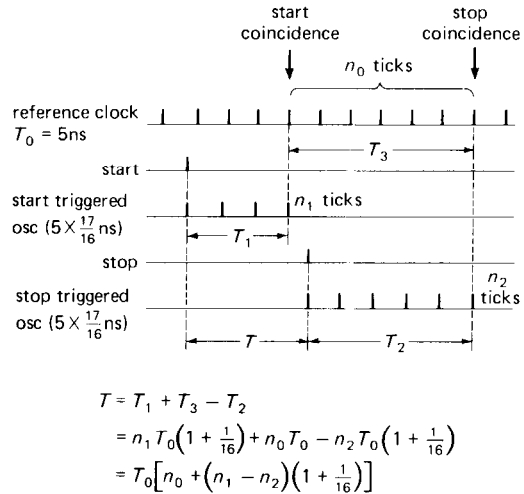 start
coincidence
stop
coincidence
n₀ ticks
reference clock
T₀ = 5ns
T₃
start
start triggered
osc (5 × 17/16 ns)
n₁ ticks
T₁
stop
stop triggered
osc (5 × 17/16 ns)
n₂
ticks
T
T₂
T = T₁ + T₃ − T₂
= n₁T₀(1 + 1/16) + n₀T₀ − n₂T₀(1 + 1/16)
= T₀[n₀ + (n₁ − n₂)(1 + 1/16)]